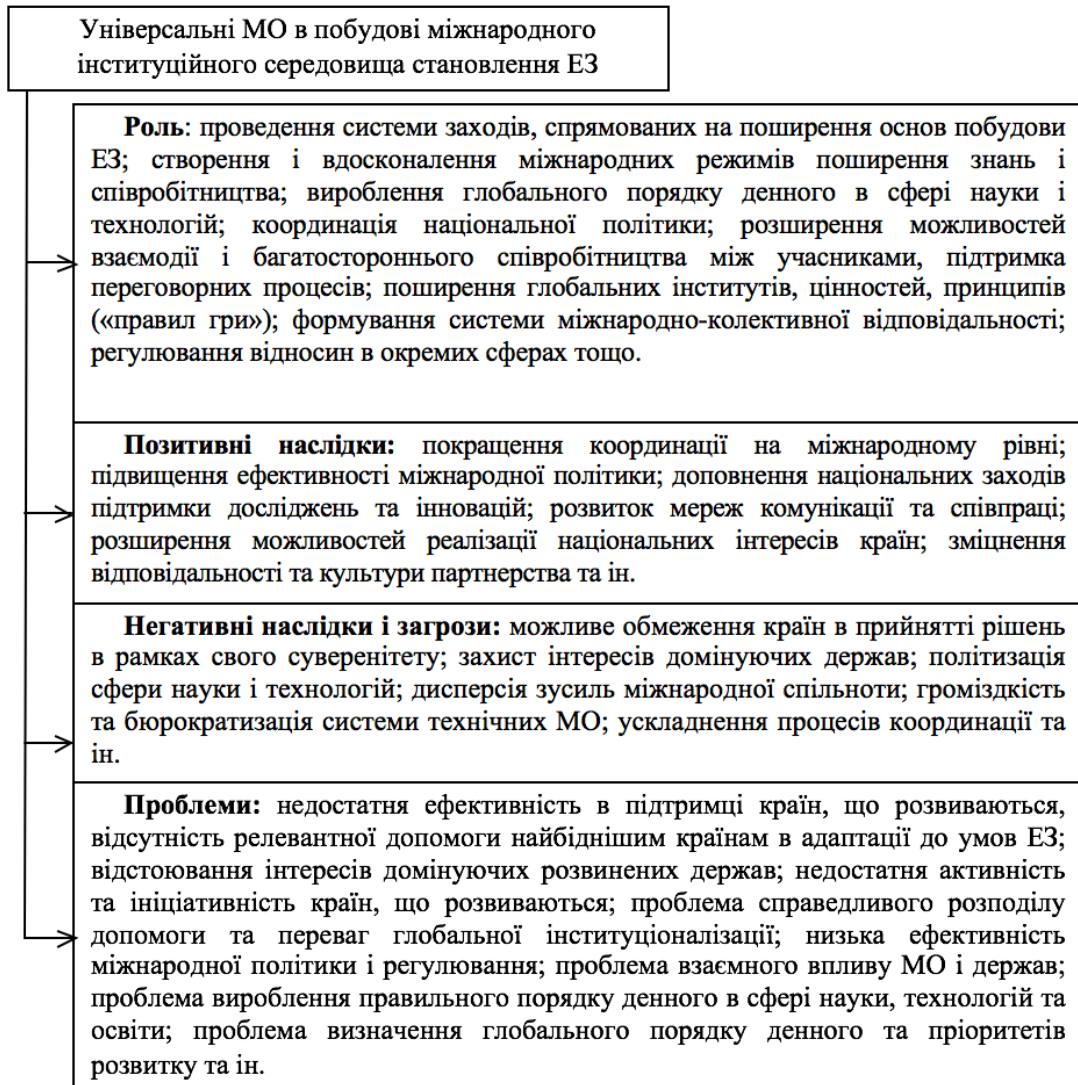 Універсальні МО в побудові міжнародного
інституційного середовища становлення ЕЗ
Роль: проведення системи заходів, спрямованих на поширення основ побудови
ЕЗ; створення і вдосконалення міжнародних режимів поширення знань і
співробітництва; вироблення глобального порядку денного в сфері науки і
технологій; координація національної політики; розширення можливостей
взаємодії і багатостороннього співробітництва між учасниками, підтримка
переговорних процесів; поширення глобальних інститутів, цінностей, принципів
(«правил гри»); формування системи міжнародно-колективної відповідальності;
регулювання відносин в окремих сферах тощо.
Позитивні наслідки: покращення координації на міжнародному рівні;
підвищення ефективності міжнародної політики; доповнення національних заходів
підтримки досліджень та інновацій; розвиток мереж комунікації та співпраці;
розширення можливостей реалізації національних інтересів країн; зміцнення
відповідальності та культури партнерства та ін.
Негативні наслідки і загрози: можливе обмеження країн в прийнятті рішень
в рамках свого суверенітету; захист інтересів домінуючих держав; політизація
сфери науки і технологій; дисперсія зусиль міжнародної спільноти; громіздкість
та бюрократизація системи технічних МО; ускладнення процесів координації та
ін.
Проблеми: недостатня ефективність в підтримці країн, що розвиваються,
відсутність релевантної допомоги найбіднішим країнам в адаптації до умов ЕЗ;
відстоювання інтересів домінуючих розвинених держав; недостатня активність
та ініціативність країн, що розвиваються; проблема справедливого розподілу
допомоги та переваг глобальної інституціоналізації; низька ефективність
міжнародної політики і регулювання; проблема взаємного впливу МО і держав;
проблема вироблення правильного порядку денного в сфері науки, технологій та
освіти; проблема визначення глобального порядку денного та пріоритетів
розвитку та ін.